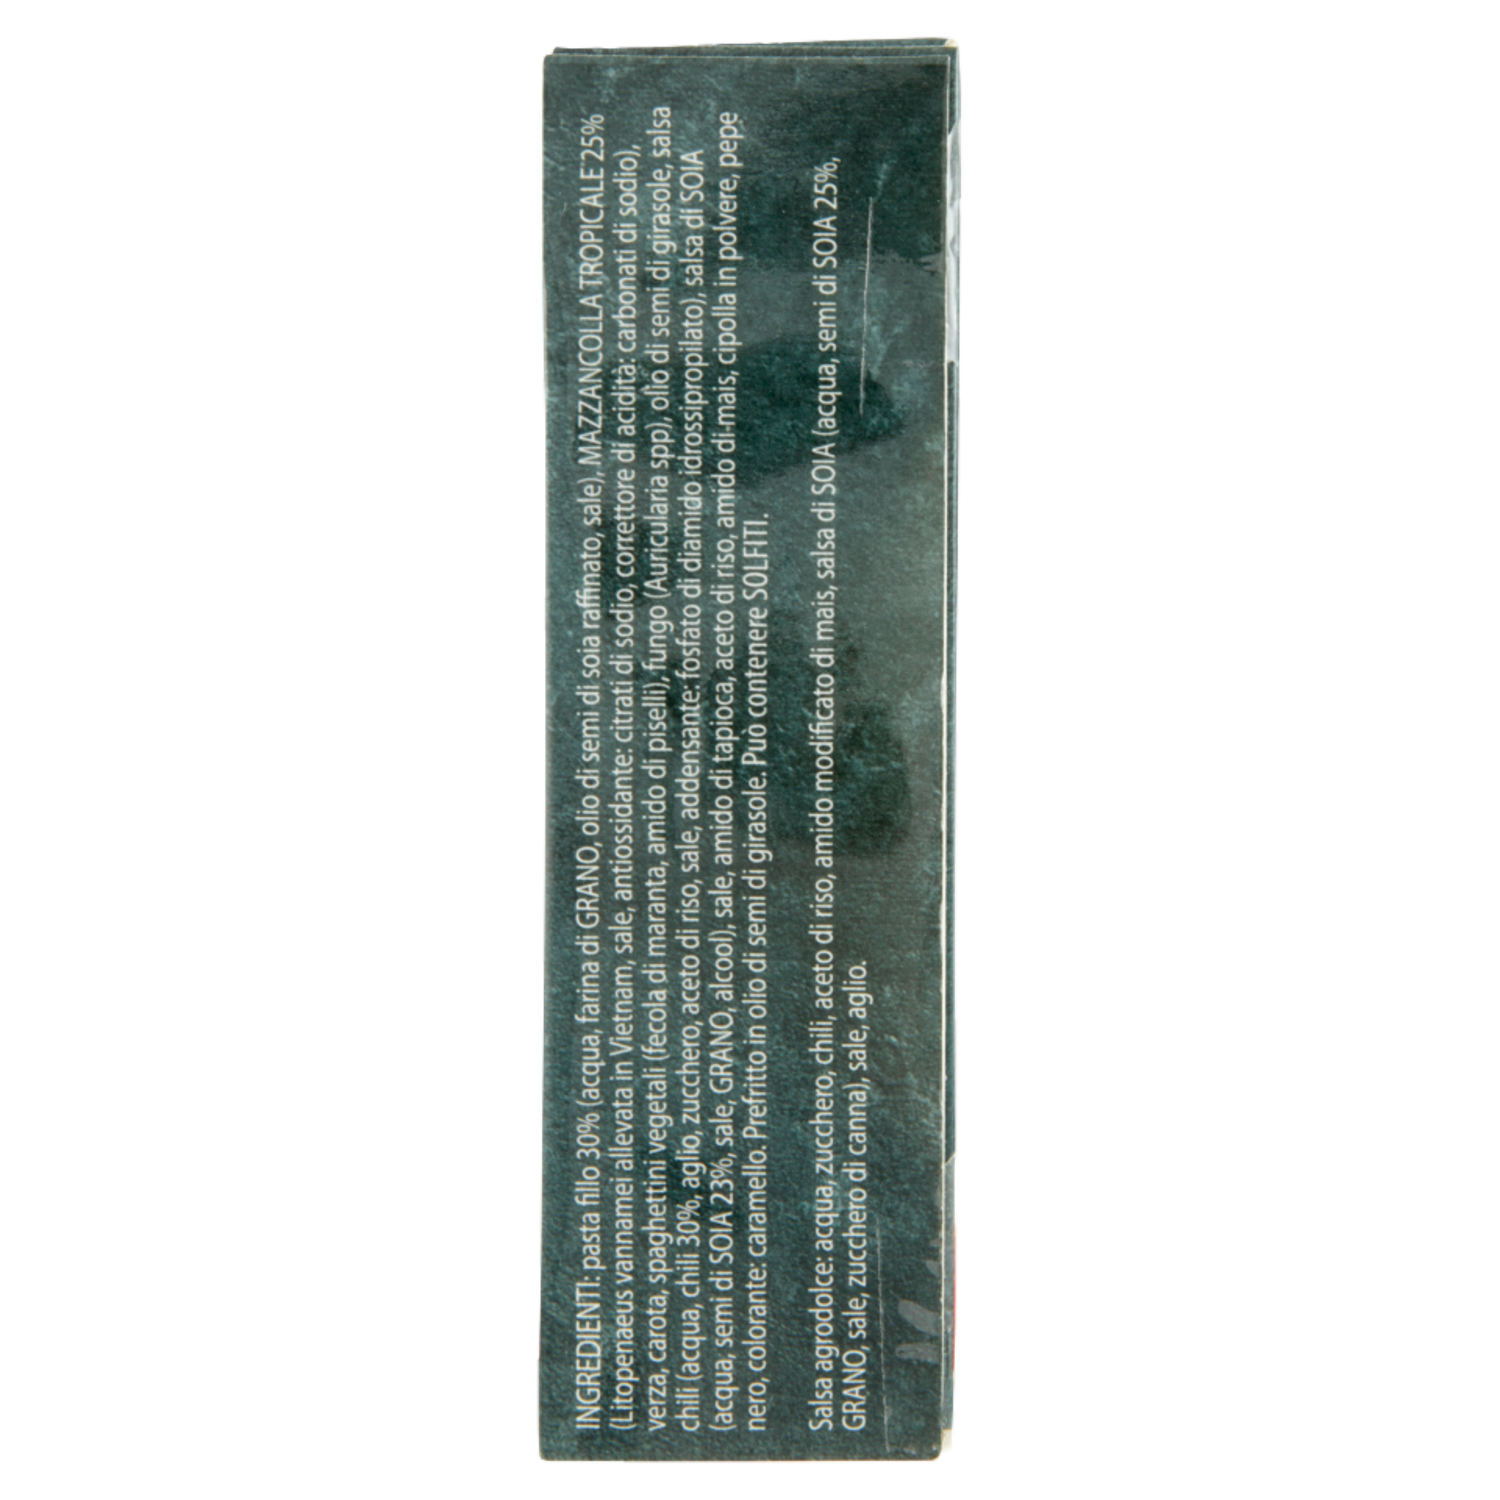 INGREDIENTI: pasta fillo 30% (acqua, farina di GRANO, olio di semi di soia raffinato, sale), MAZZANCOLLA TROPICALE 25%
(Litopenaeus vannamei allevata in Vietnam, sale, antiossidante: citrati di sodio, correttore di acidità: carbonati di sodio),
verza, carota, spaghettini vegetali (fecola di maranta, amido di piselli), fungo (Auricularia spp), olio di semi di girasole, salsa
chili (acqua, chili 30%, aglio, zucchero, aceto di riso, sale, addensante: fosfato di diamido idrossipropilato), salsa di SOIA
(acqua, semi di SOIA 23%, sale, GRANO, alcool), sale, amido di tapioca, aceto di riso, amido di mais, cipolla in polvere, pepe
nero, colorante: caramello. Prefritto in olio di semi di girasole. Può contenere SOLFITI.
Salsa agrodolce: acqua, zucchero, chili, aceto di riso, amido modificato di mais, salsa di SOIA (acqua, semi di SOIA 25%,
GRANO, sale, zucchero di canna), sale, aglio.